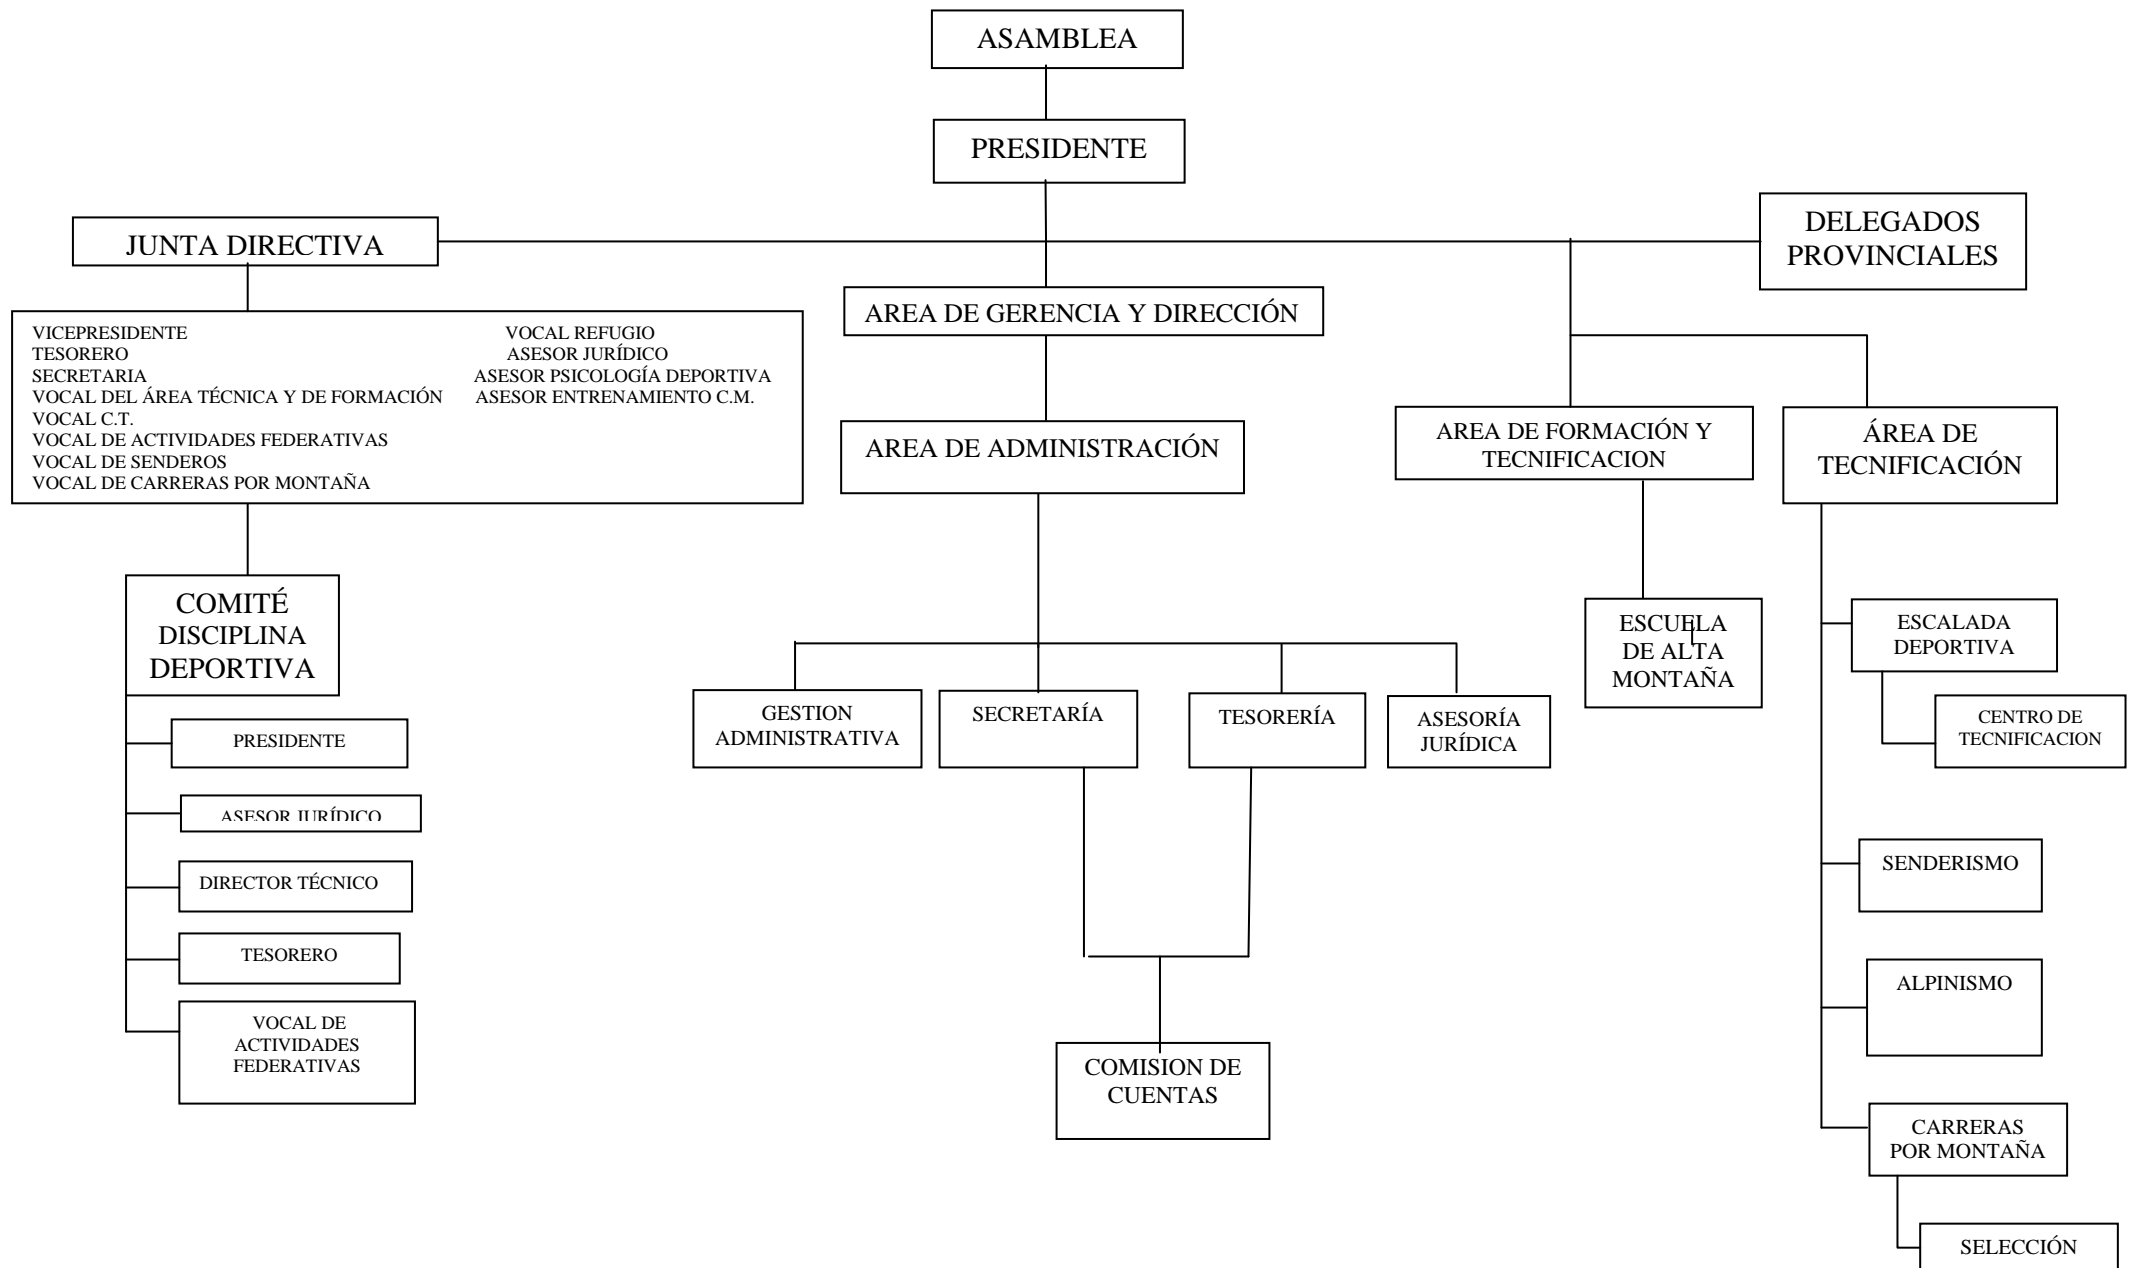 ASAMBLEA
PRESIDENTE
JUNTA DIRECTIVA
DELEGADOS
PROVINCIALES
AREA DE GERENCIA Y DIRECCIÓN
VICEPRESIDENTE VOCAL REFUGIO
TESORERO ASESOR JURÍDICO
SECRETARIA ASESOR PSICOLOGÍA DEPORTIVA
VOCAL DEL ÁREA TÉCNICA Y DE FORMACIÓN ASESOR ENTRENAMIENTO C.M.
VOCAL C.T.
VOCAL DE ACTIVIDADES FEDERATIVAS
VOCAL DE SENDEROS
VOCAL DE CARRERAS POR MONTAÑA
AREA DE ADMINISTRACIÓN
AREA DE FORMACIÓN Y
TECNIFICACION
ÁREA DE
TECNIFICACIÓN
COMITÉ
DISCIPLINA
DEPORTIVA
PRESIDENTE
ASESOR JURÍDICO
DIRECTOR TÉCNICO
TESORERO
VOCAL DE
ACTIVIDADES
FEDERATIVAS
GESTION
ADMINISTRATIVA
SECRETARÍA
TESORERÍA
ASESORÍA
JURÍDICA
COMISION DE
CUENTAS
ESCUELA
DE ALTA
MONTAÑA
ESCALADA
DEPORTIVA
CENTRO DE
TECNIFICACION
SENDERISMO
ALPINISMO
CARRERAS
POR MONTAÑA
SELECCIÓN